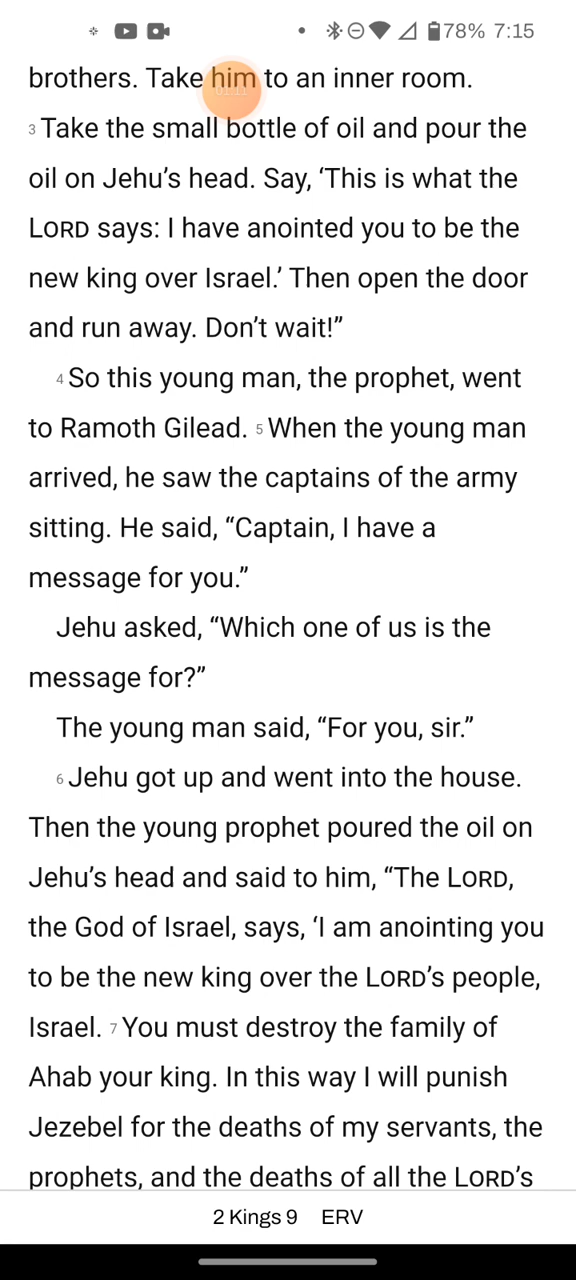 78% 7:15
brothers. Take him to an inner room.
3 Take the small bottle of oil and pour the
oil on Jehu’s head. Say, ‘This is what the
LORD says: I have anointed you to be the
new king over Israel.’ Then open the door
and run away. Don’t wait!”
4 So this young man, the prophet, went
to Ramoth Gilead. 5 When the young man
arrived, he saw the captains of the army
sitting. He said, “Captain, I have a
message for you.”
Jehu asked, “Which one of us is the
message for?”
The young man said, “For you, sir.”
6 Jehu got up and went into the house.
Then the young prophet poured the oil on
Jehu’s head and said to him, “The LORD,
the God of Israel, says, ‘I am anointing you
to be the new king over the LORD’s people,
Israel. 7 You must destroy the family of
Ahab your king. In this way I will punish
Jezebel for the deaths of my servants, the
prophets, and the deaths of all the LORD’s
2 Kings 9 ERV